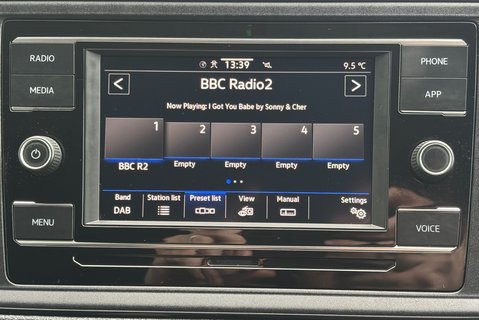 RADIO
MEDIA
MENU
PHONE
APP
VOICE
13:39
9.5 °C
<
BBC Radio2
>
Now Playing: I Got You Babe by Sonny & Cher
1 2 3 4 5
BBC R2 Empty Empty Empty Empty
Band Station list Preset list View Manual Settings
DAB